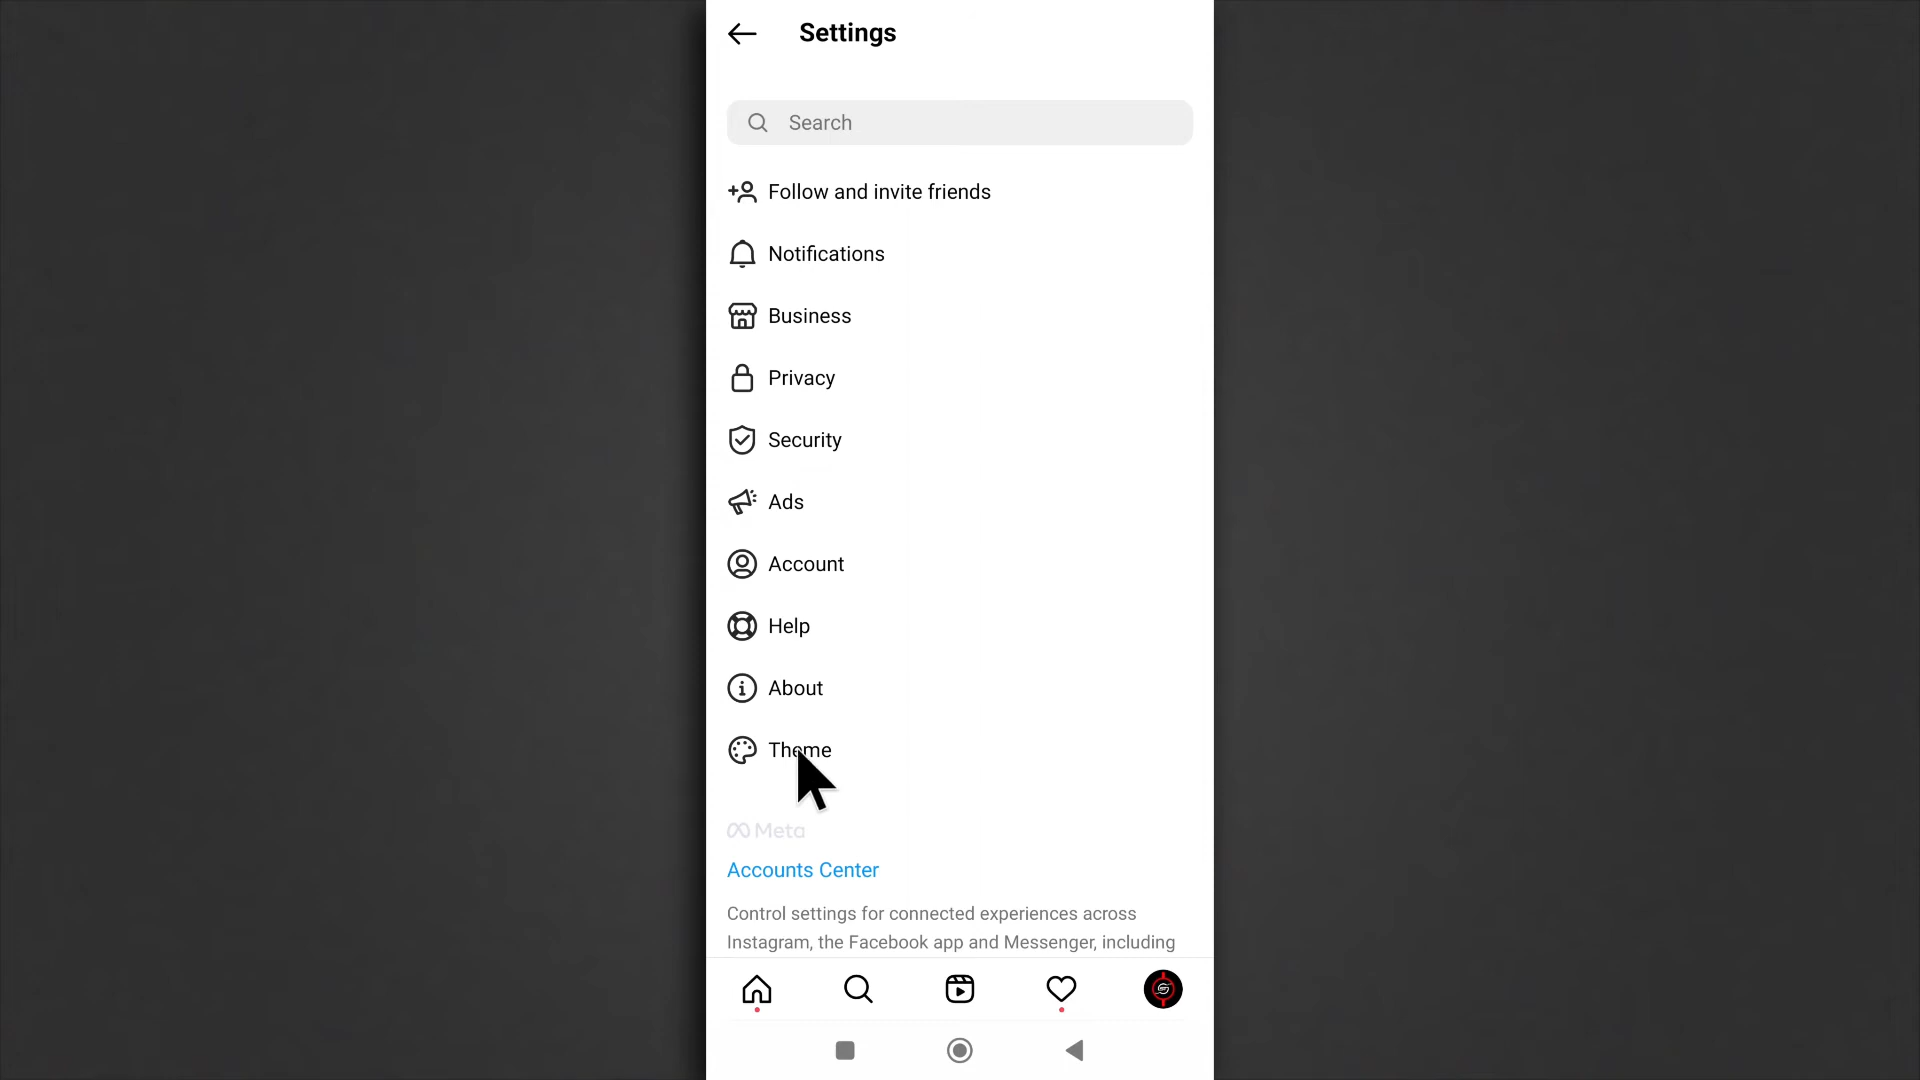 Settings
Search
Follow and invite friends
Notifications
Business
Privacy
Security
Ads
Account
Help
About
Theme
Meta
Accounts Center
Control settings for connected experiences across
Instagram, the Facebook app and Messenger, including